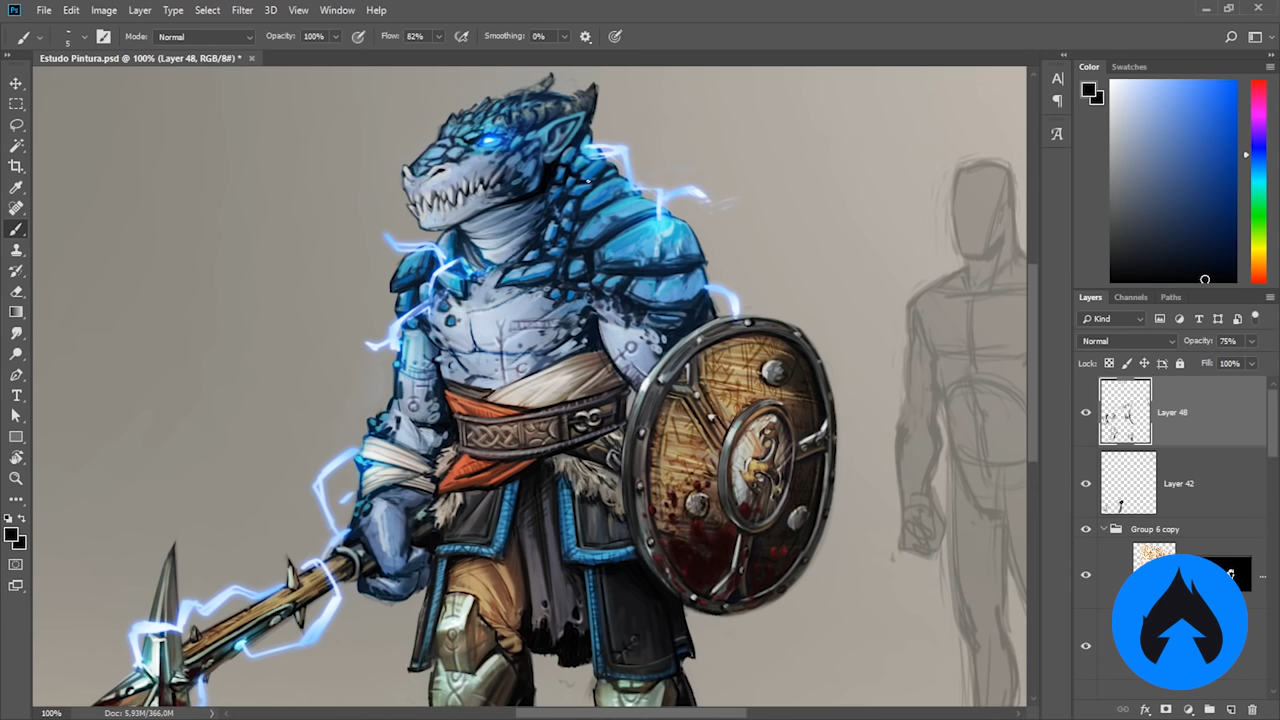 Ps File Edit Image Layer Type Select Filter 3D View Window Help
5 Mode: Normal Opacity: 100% Flow: 82% Smoothing: 0%
Estudo Pintura.psd @ 100% (Layer 48, RGB/8#) * ×
Color Swatches
Layers Channels Paths
Kind
Normal Opacity: 75%
Lock: Fill: 100%
Layer 48
Layer 42
Group 6 copy
100% Doc: 5,93M/366,0M